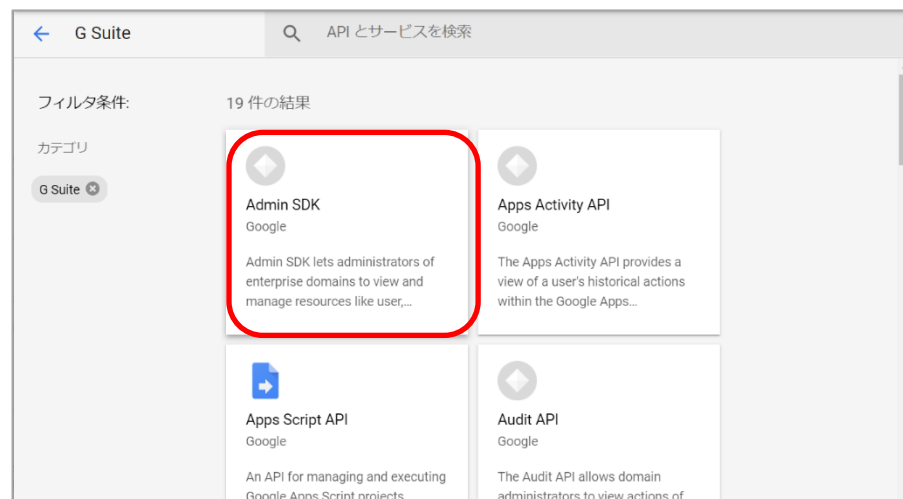 G Suite
API とサービスを検索
フィルタ条件:
19 件の結果
カテゴリ
G Suite
Admin SDK
Google
Admin SDK lets administrators of
enterprise domains to view and
manage resources like user,...
Apps Activity API
Google
The Apps Activity API provides a
view of a user's historical actions
within the Google Apps...
Apps Script API
Google
An API for managing and executing
Google Apps Script projects
Audit API
Google
The Audit API allows domain
administrators to view actions of